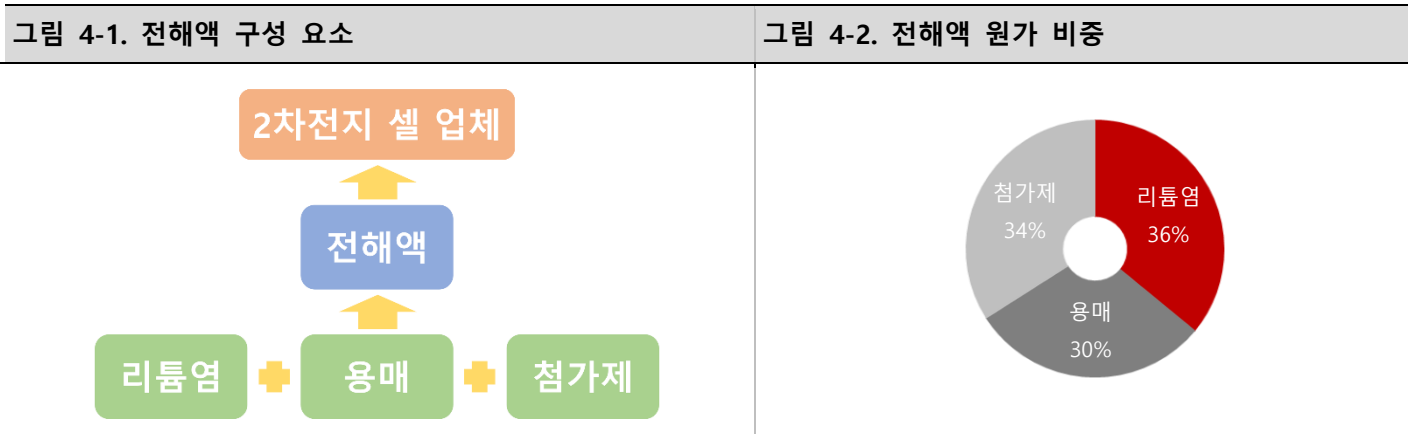 그림 4-1. 전해액 구성 요소
2차전지 셀 업체
전해액
리튬염
용매
첨가제
그림 4-2. 전해액 원가 비중
첨가제
34%
리튬염
36%
용매
30%